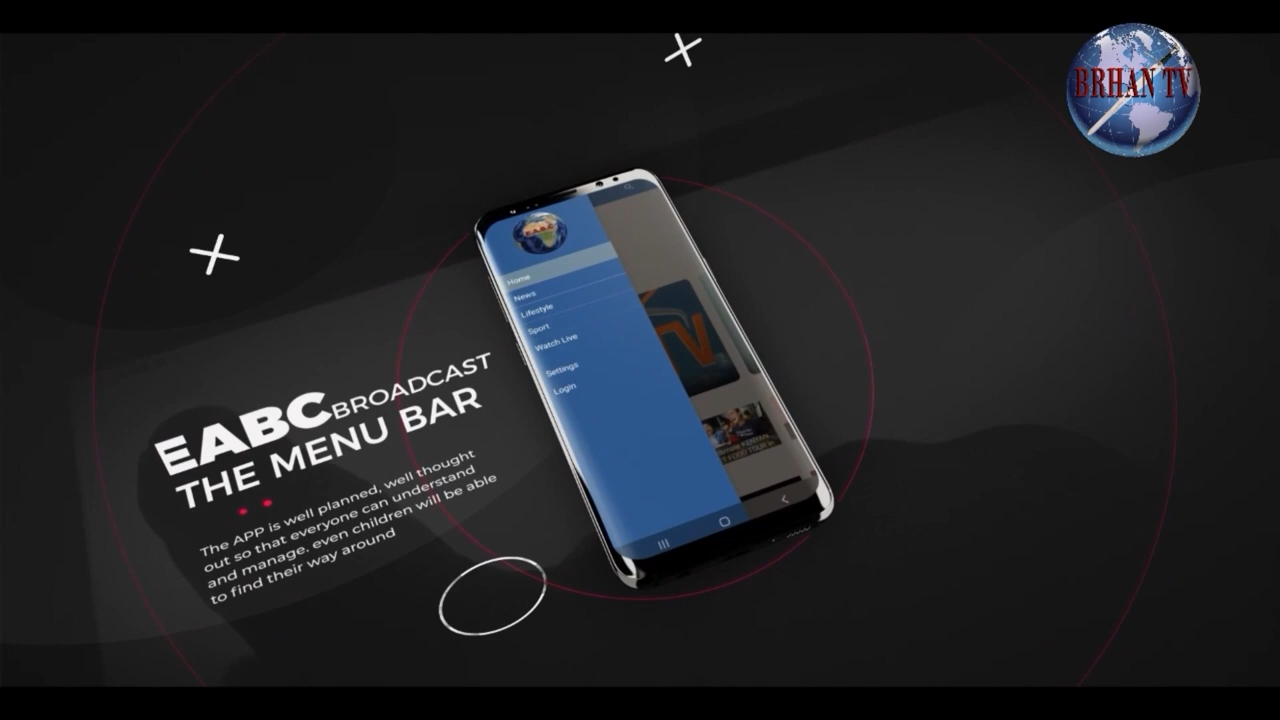 BRHAN TV
EABC
Home
News
Lifestyle
Sport
Watch Live
Settings
Login
TV
EABC BROADCAST
THE MENU BAR
The APP is well planned, well thought
out so that everyone can understand
and manage. even children will be able
to find their way around